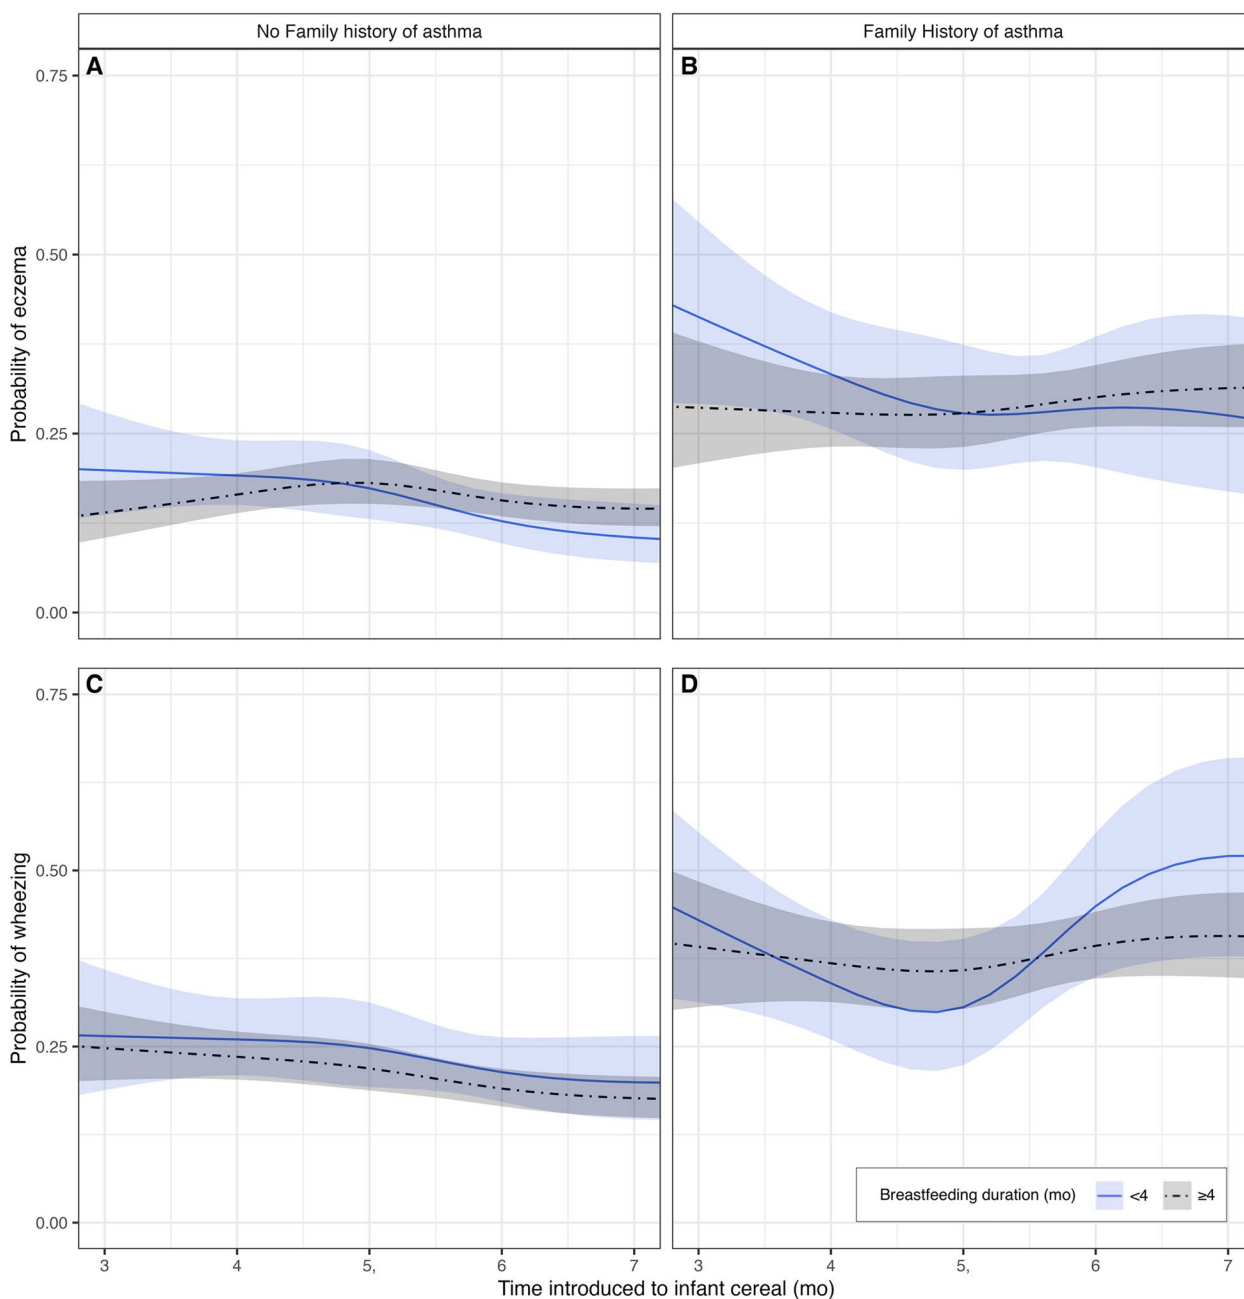 No Family history of asthma
Family History of asthma
A
B
0.75
0.50
0.25
0.00
Probability of eczema
C
D
0.75
0.50
0.25
0.00
Probability of wheezing
Breastfeeding duration (mo) <4 ≥4
3 4 5, 6 7
3 4 5, 6 7
Time introduced to infant cereal (mo)